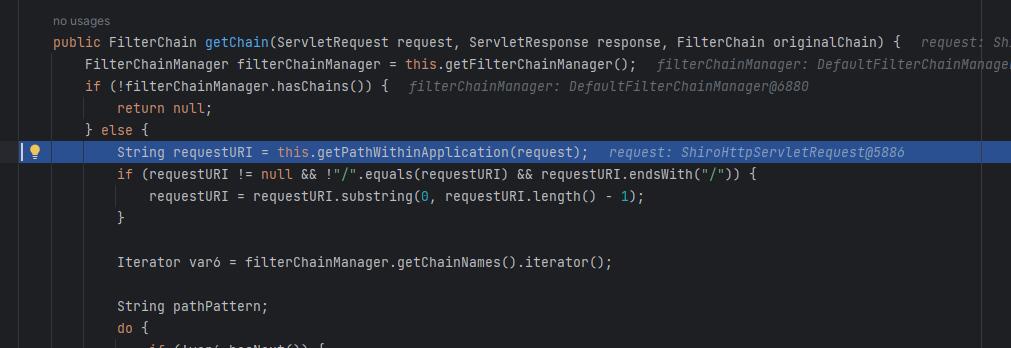 no usages
public FilterChain getChain(ServletRequest request, ServletResponse response, FilterChain originalChain) { request: Shi
FilterChainManager filterChainManager = this.getFilterChainManager(); filterChainManager: DefaultFilterChainManage
if (!filterChainManager.hasChains()) { filterChainManager: DefaultFilterChainManager@6880
return null;
} else {
String requestURI = this.getPathWithinApplication(request); request: ShiroHttpServletRequest@5886
if (requestURI != null && !"/".equals(requestURI) && requestURI.endsWith("/")) {
requestURI = requestURI.substring(0, requestURI.length() - 1);
}
Iterator var6 = filterChainManager.getChainNames().iterator();
String pathPattern;
do {
if (!var6.hasNext()) {